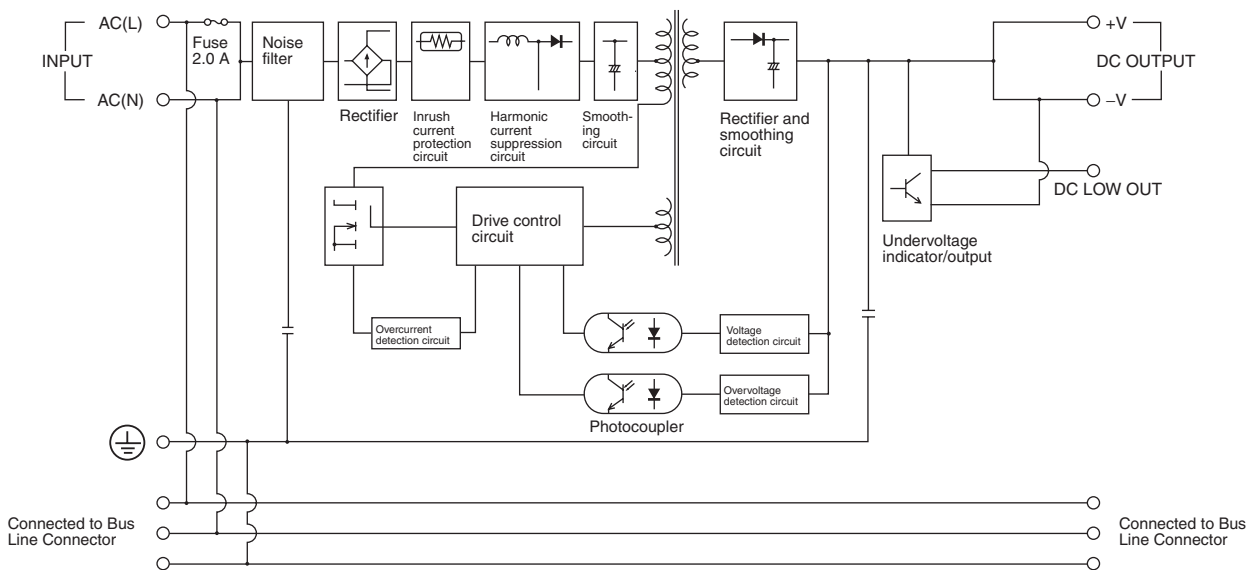 AC(L)
INPUT
AC(N)
Fuse
2.0 A
Noise
filter
Rectifier
Inrush
current
protection
circuit
Harmonic
current
suppression
circuit
Smooth-
ing
circuit
Rectifier and
smoothing
circuit
+V
DC OUTPUT
−V
DC LOW OUT
Undervoltage
indicator/output
Drive control
circuit
Overcurrent
detection circuit
Voltage
detection circuit
Overvoltage
detection circuit
Photocoupler
Connected to Bus
Line Connector
Connected to Bus
Line Connector